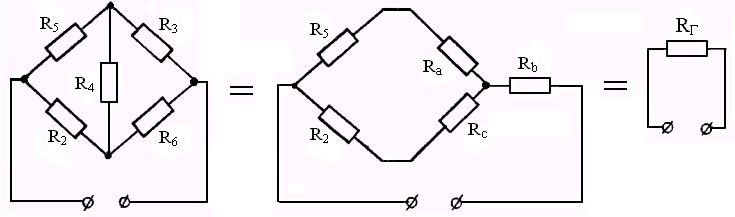 R5 R3
R4
R2 R6
=
R5 Ra Rb
R2 Rc
=
RГ